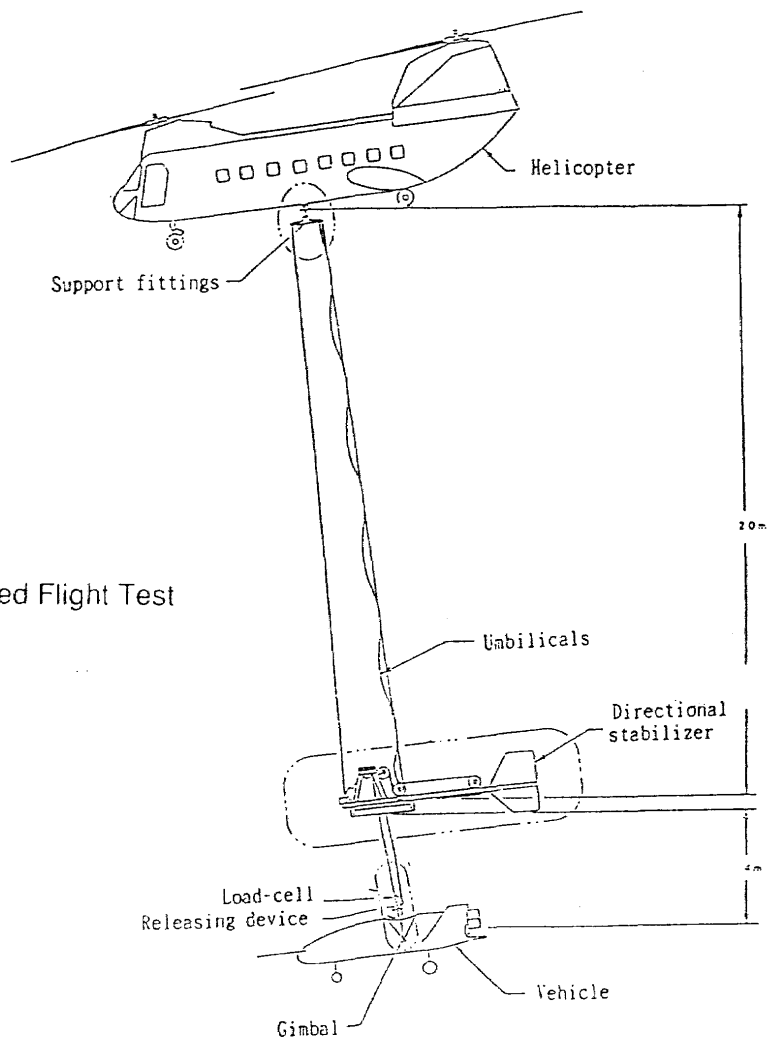 Helicopter
Support fittings
20m
ed Flight Test
Umbilicals
Directional
stabilizer
4m
Load-cell
Releasing device
Vehicle
Gimbal